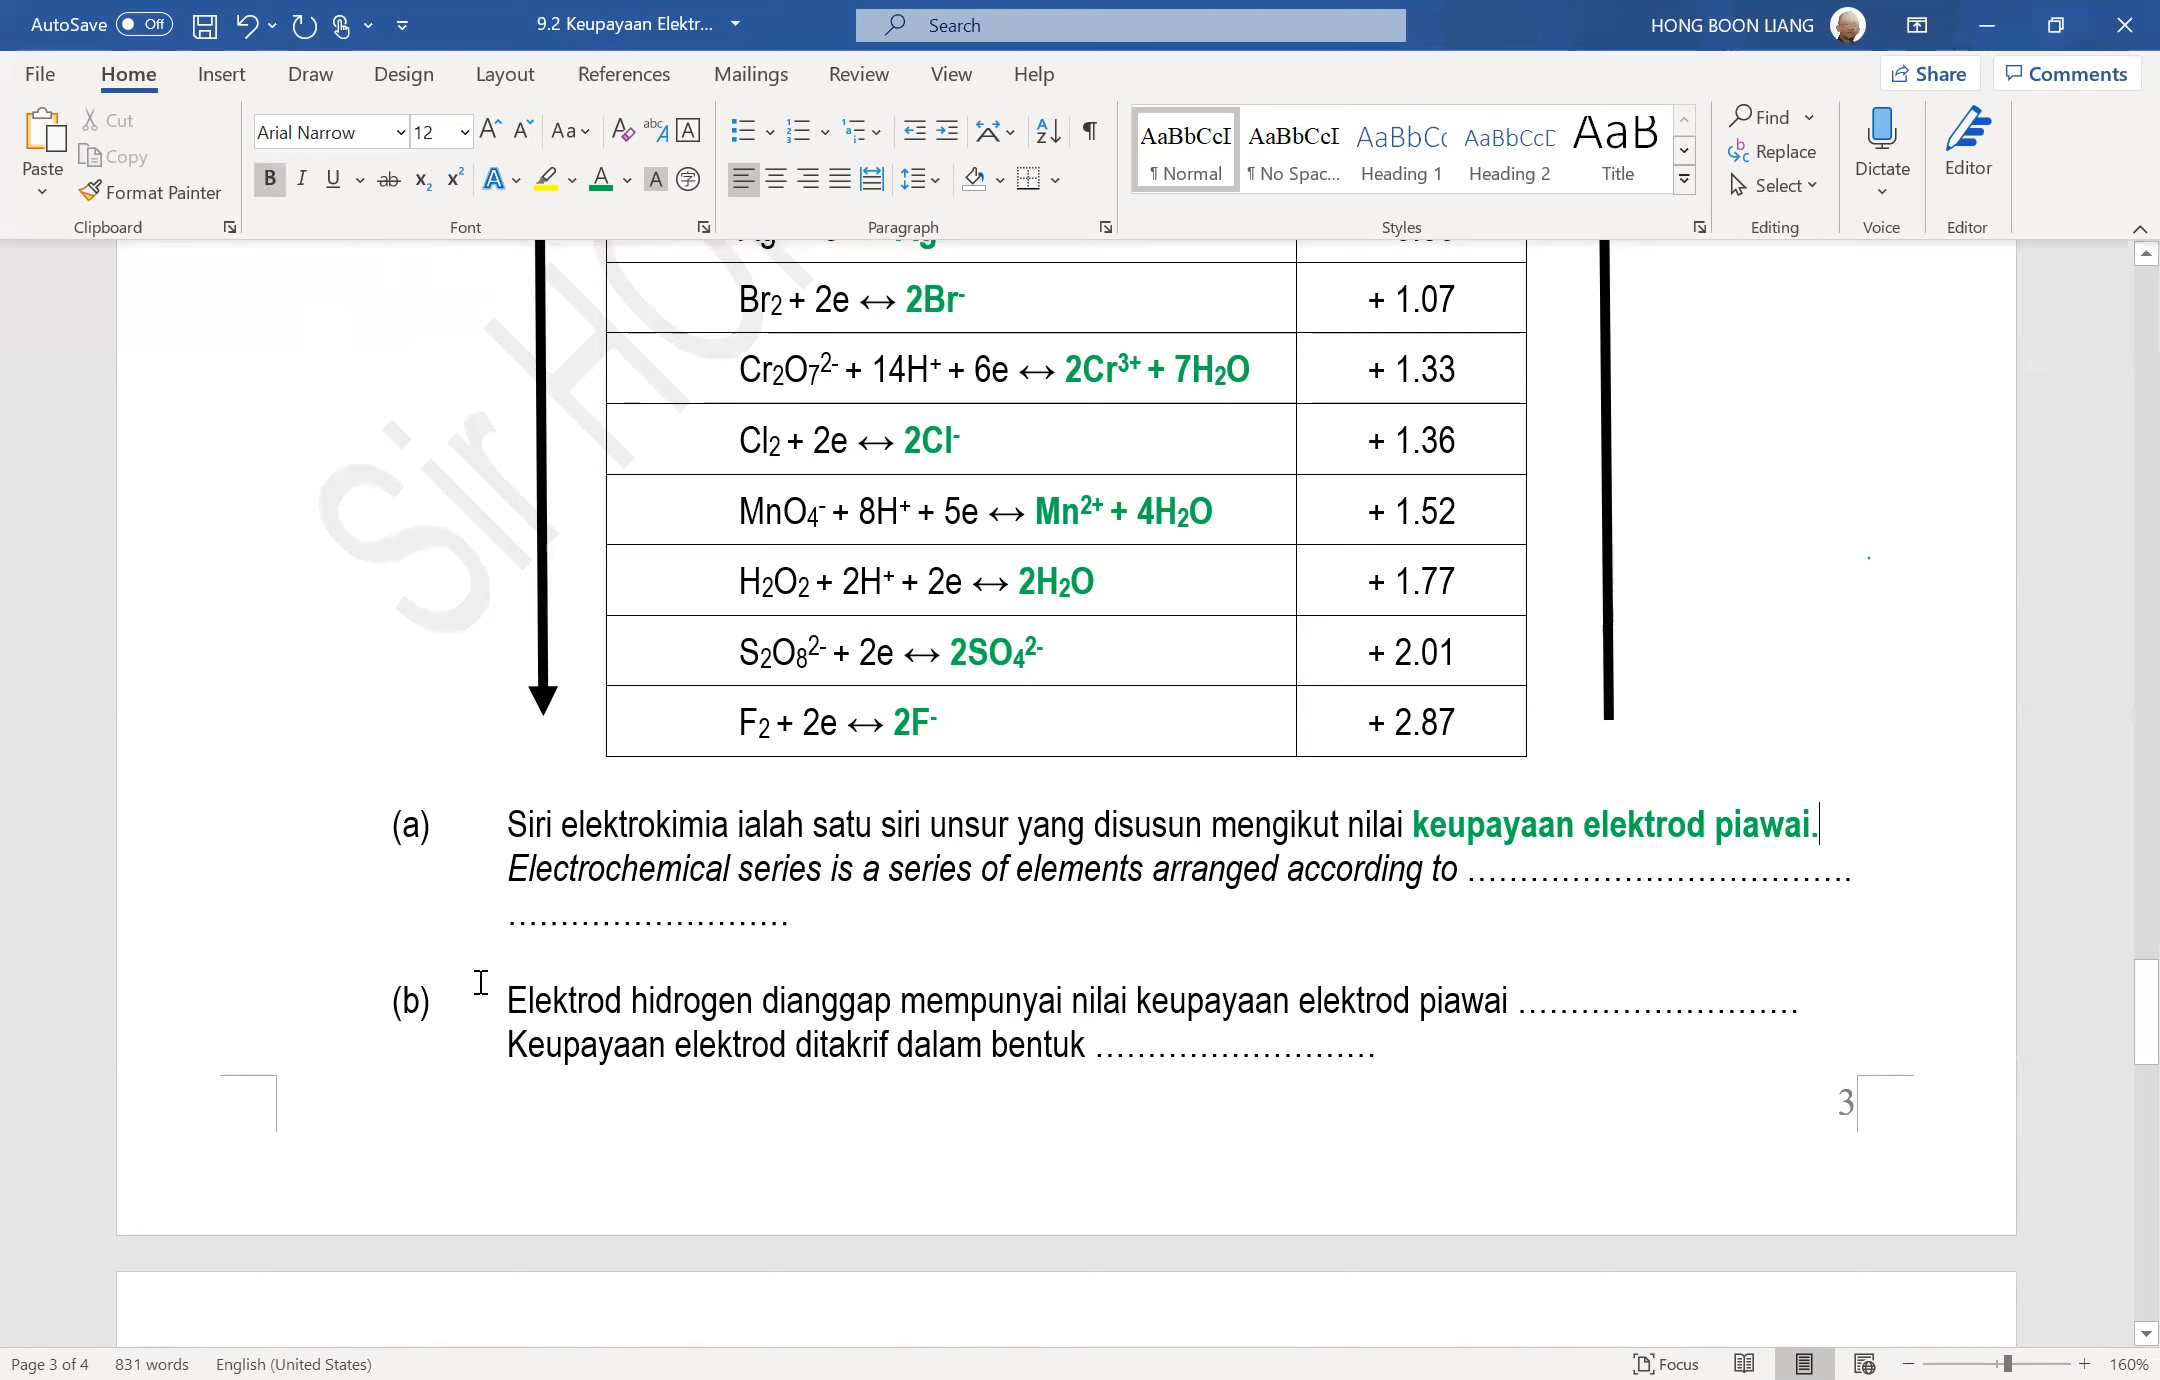 AutoSave Off 9.2 Keupayaan Elektr... Search HONG BOON LIANG
File Home Insert Draw Design Layout References Mailings Review View Help Share Comments
Paste Cut Copy Format Painter Clipboard
Arial Narrow 12 Font
Paragraph
AaBbCcI ¶ Normal AaBbCcI ¶ No Spac... AaBbC Heading 1 AaBbCcD Heading 2 AaB Title Styles
Find Replace Select Editing
Dictate Voice
Editor Editor
Br₂ + 2e ↔ 2Br⁻ + 1.07
Cr₂O₇²⁻ + 14H⁺ + 6e ↔ 2Cr³⁺ + 7H₂O + 1.33
Cl₂ + 2e ↔ 2Cl⁻ + 1.36
MnO₄⁻ + 8H⁺ + 5e ↔ Mn²⁺ + 4H₂O + 1.52
H₂O₂ + 2H⁺ + 2e ↔ 2H₂O + 1.77
S₂O₈²⁻ + 2e ↔ 2SO₄²⁻ + 2.01
F₂ + 2e ↔ 2F⁻ + 2.87
Sir
(a) Siri elektrokimia ialah satu siri unsur yang disusun mengikut nilai keupayaan elektrod piawai.
Electrochemical series is a series of elements arranged according to ……………………………….
………………………
(b) Elektrod hidrogen dianggap mempunyai nilai keupayaan elektrod piawai ………………………
Keupayaan elektrod ditakrif dalam bentuk ………………………
3
Page 3 of 4 831 words English (United States) Focus 160%